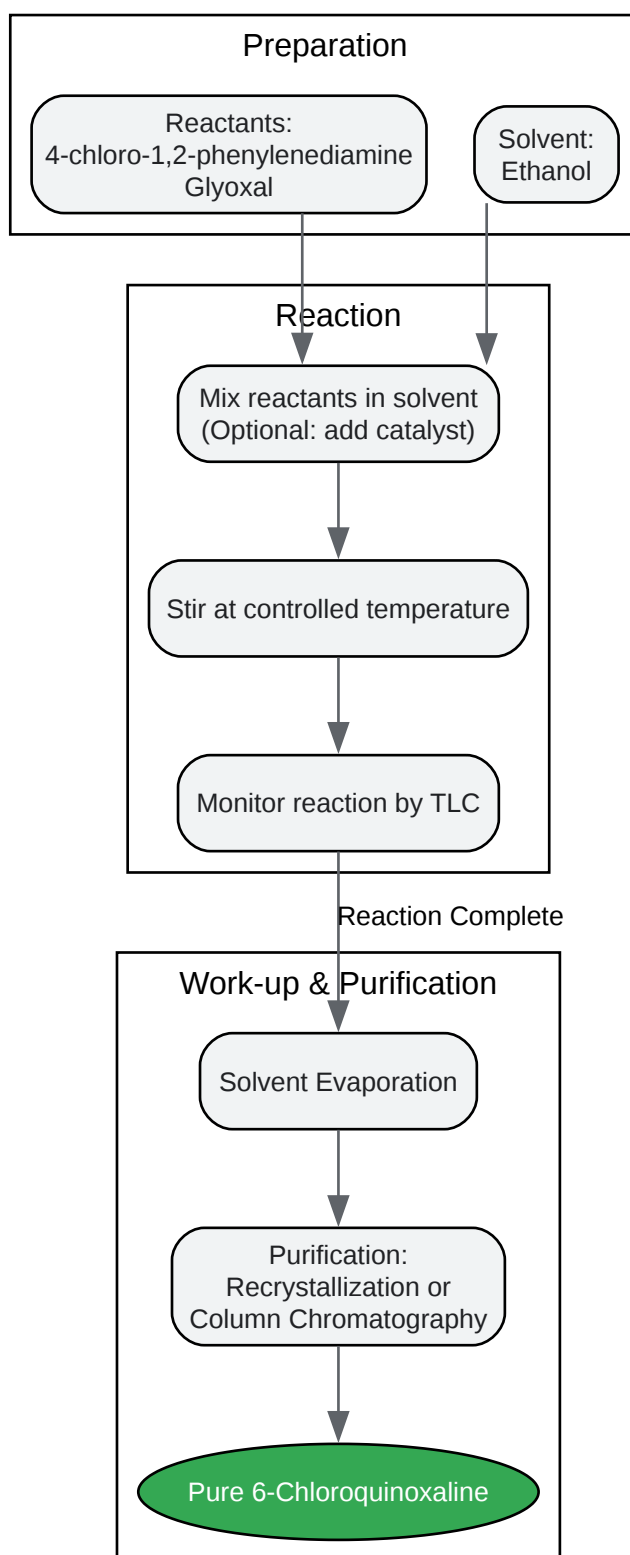 Preparation
Reactants:
4-chloro-1,2-phenylenediamine
Glyoxal
Solvent:
Ethanol
Reaction
Mix reactants in solvent
(Optional: add catalyst)
Stir at controlled temperature
Monitor reaction by TLC
Reaction Complete
Work-up & Purification
Solvent Evaporation
Purification:
Recrystallization or
Column Chromatography
Pure 6-Chloroquinoxaline